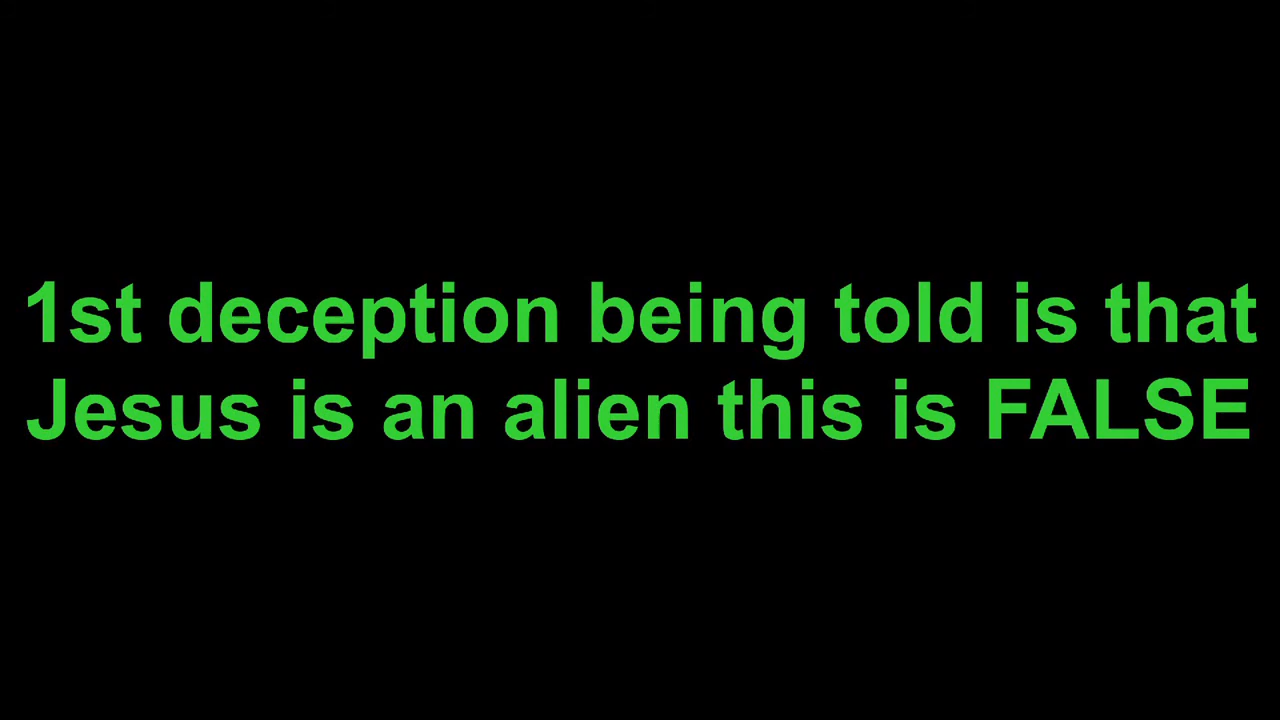 1st deception being told is that
Jesus is an alien this is FALSE